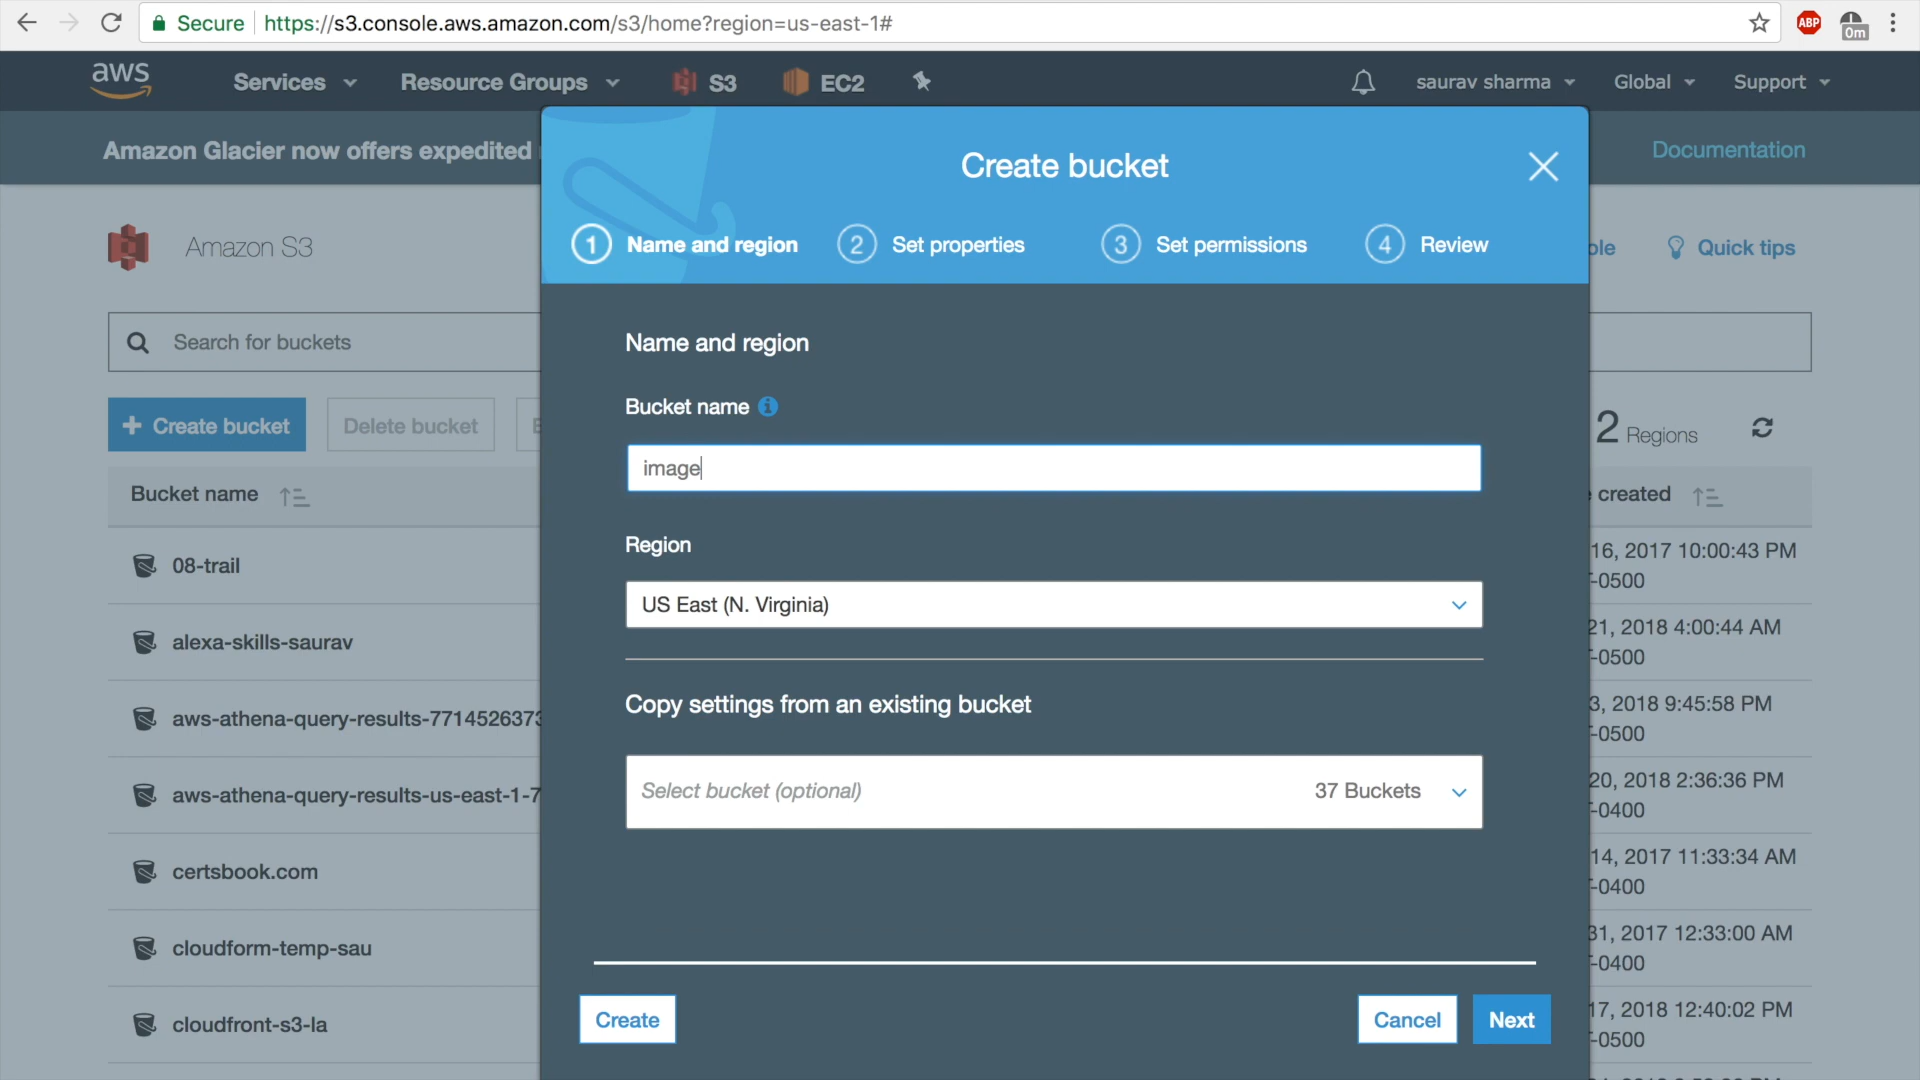 Secure https://s3.console.aws.amazon.com/s3/home?region=us-east-1#
ABP
0m
aws Services Resource Groups S3 EC2 saurav sharma Global Support
Amazon Glacier now offers expedited
Documentation
Create bucket
1 Name and region 2 Set properties 3 Set permissions 4 Review
Amazon S3
Quick tips
Name and region
Search for buckets
Bucket name
image
+ Create bucket
Delete bucket
2 Regions
Bucket name
created
Region
US East (N. Virginia)
08-trail
16, 2017 10:00:43 PM
-0500
alexa-skills-saurav
21, 2018 4:00:44 AM
-0500
Copy settings from an existing bucket
aws-athena-query-results-7714526373
3, 2018 9:45:58 PM
-0500
Select bucket (optional) 37 Buckets
aws-athena-query-results-us-east-1-7
20, 2018 2:36:36 PM
-0400
certsbook.com
14, 2017 11:33:34 AM
-0400
cloudform-temp-sau
31, 2017 12:33:00 AM
-0400
cloudfront-s3-la
17, 2018 12:40:02 PM
-0500
Create
Cancel
Next